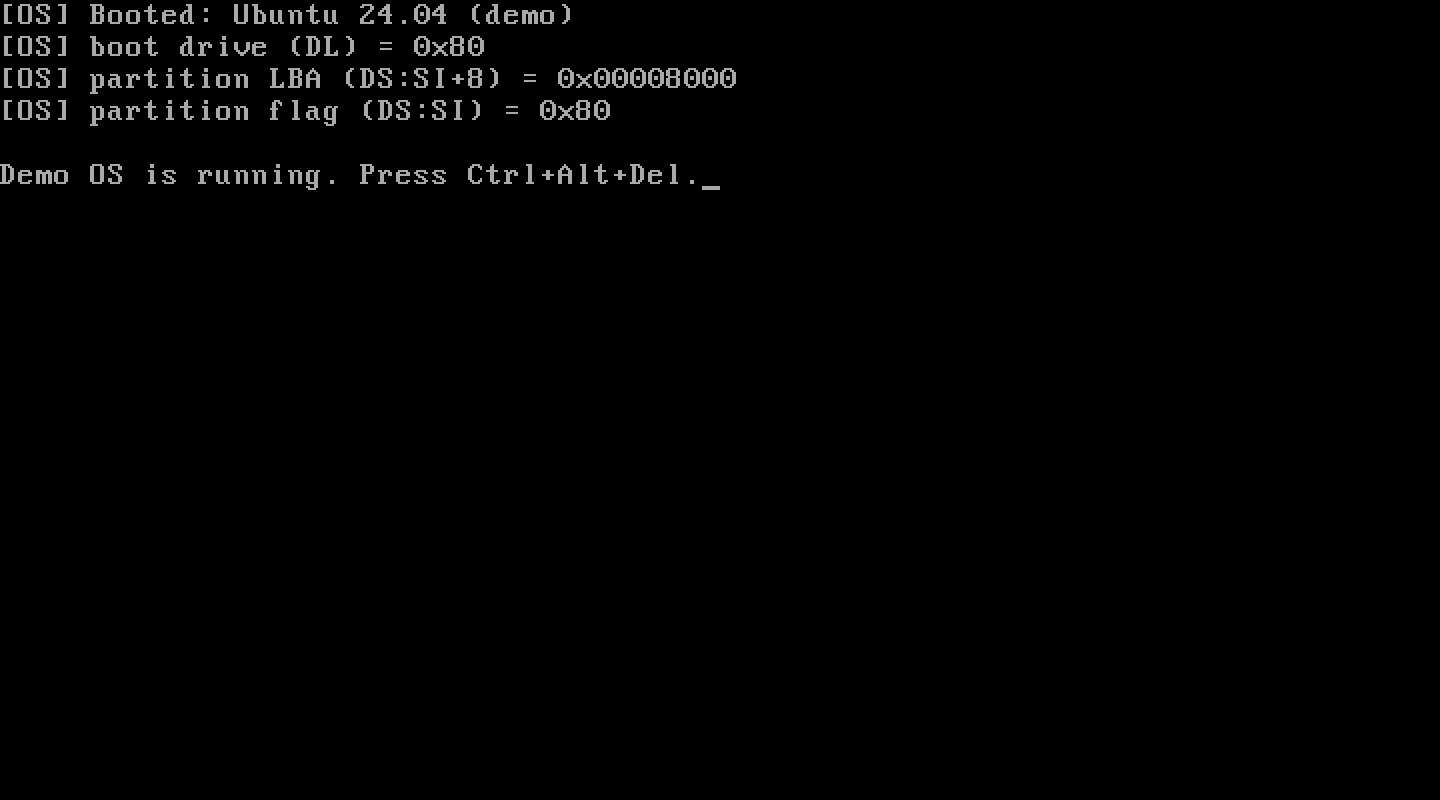 [OS] Booted: Ubuntu 24.04 (demo)
[OS] boot drive (DL) = 0x80
[OS] partition LBA (DS:SI+8) = 0x00008000
[OS] partition flag (DS:SI) = 0x80
Demo OS is running. Press Ctrl+Alt+Del._